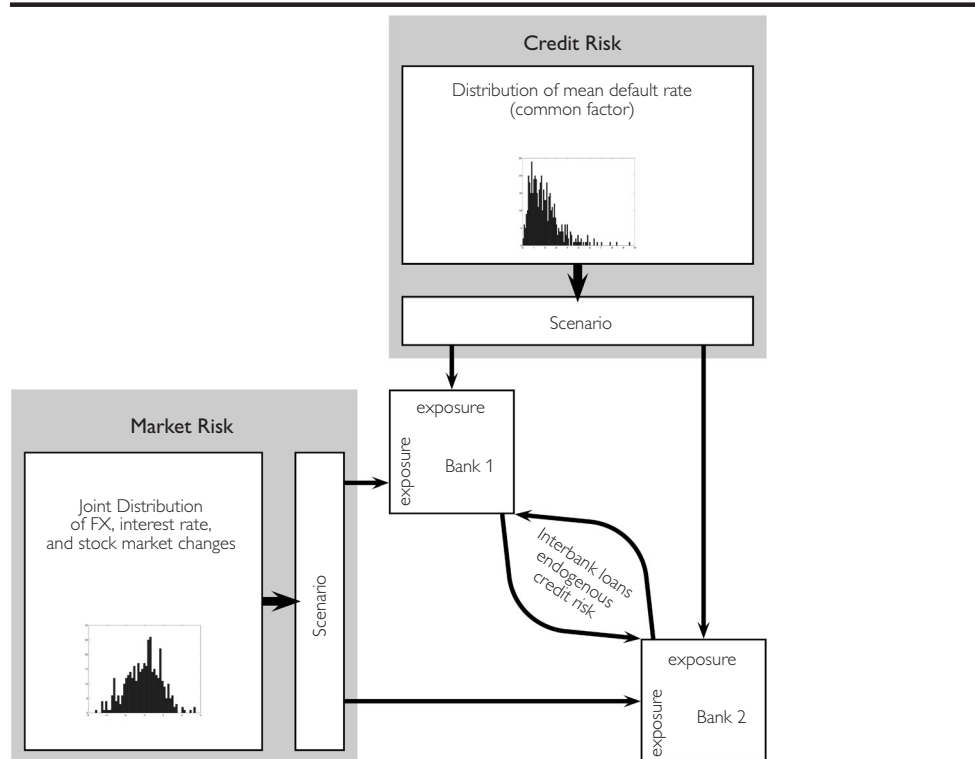 Credit Risk
Distribution of mean default rate
(common factor)
Scenario
Market Risk
Joint Distribution
of FX, interest rate,
and stock market changes
Scenario
exposure
exposure
Bank 1
Interbank loans
endogenous
credit risk
exposure
exposure
Bank 2